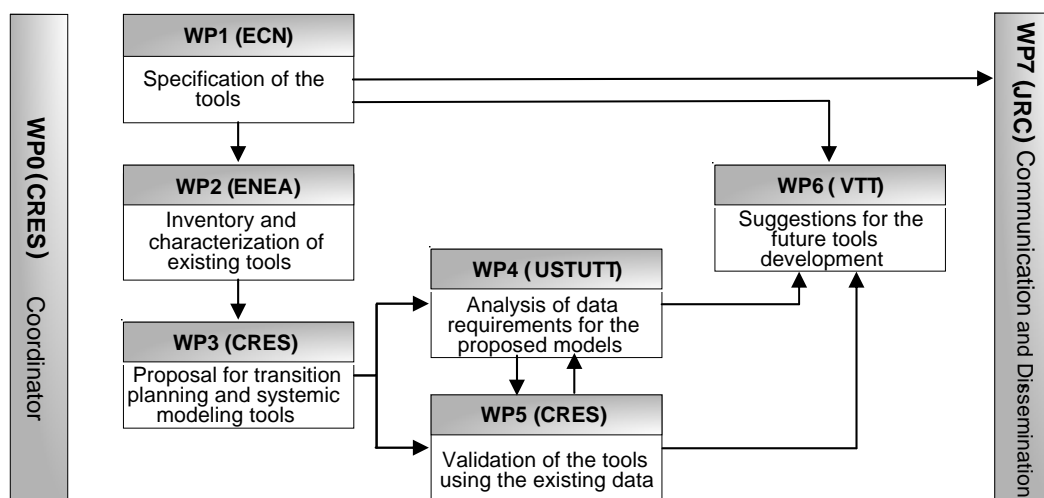 WP0 (CRES) Coordinator
WP1 (ECN)
Specification of the
tools
WP2 (ENEA)
Inventory and
characterization of
existing tools
WP3 (CRES)
Proposal for transition
planning and systemic
modeling tools
WP4 (USTUTT)
Analysis of data
requirements for the
proposed models
WP5 (CRES)
Validation of the tools
using the existing data
WP6 ( VTT)
Suggestions for the
future tools
development
WP7 (JRC) Communication and Dissemination